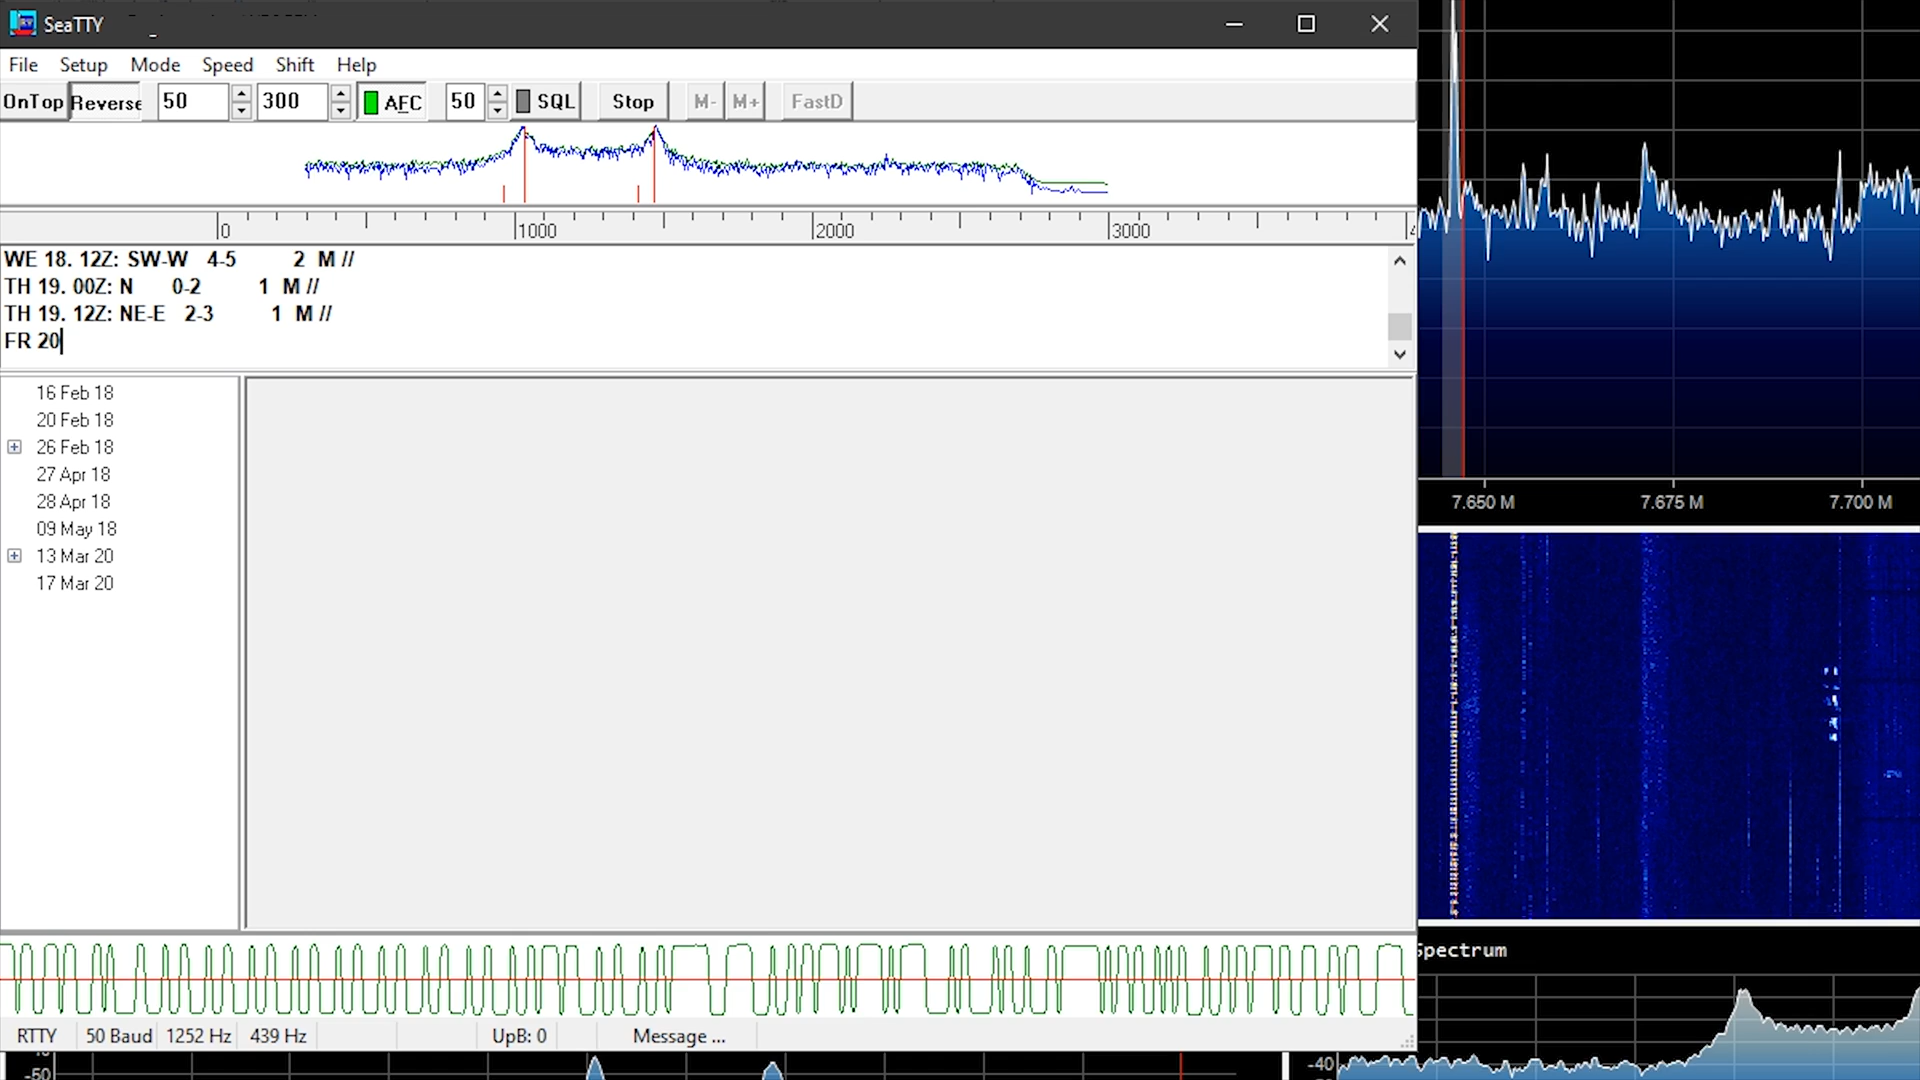 SeaTTY
File Setup Mode Speed Shift Help
OnTop Reverse 50 300 AFC 50 SQL Stop M- M+ FastD
0 1000 2000 3000
WE 18. 12Z: SW-W 4-5 2 M //
TH 19. 00Z: N 0-2 1 M //
TH 19. 12Z: NE-E 2-3 1 M //
FR 20
16 Feb 18
20 Feb 18
26 Feb 18
27 Apr 18
28 Apr 18
09 May 18
13 Mar 20
17 Mar 20
RTTY 50 Baud 1252 Hz 439 Hz UpB: 0 Message ...
7.650 M 7.675 M 7.700 M
Spectrum
-40
-50